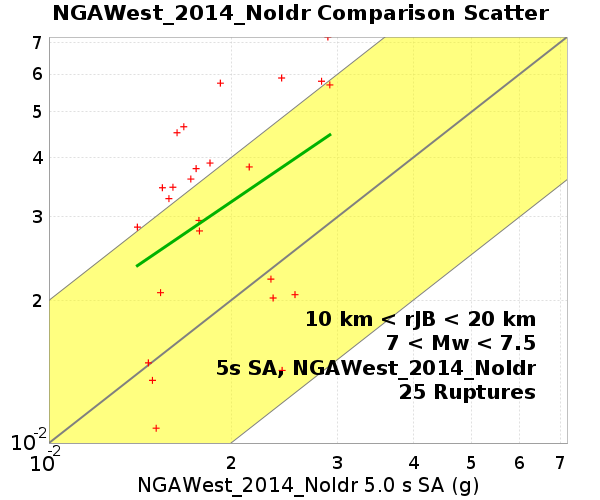 NGAWest_2014_NoIdr Comparison Scatter
7
6
5
4
3
2
10 km < rJB < 20 km
7 < Mw < 7.5
5s SA, NGAWest_2014_NoIdr
25 Ruptures
10-2
10-2 2 3 4 5 6 7
NGAWest_2014_NoIdr 5.0 s SA (g)